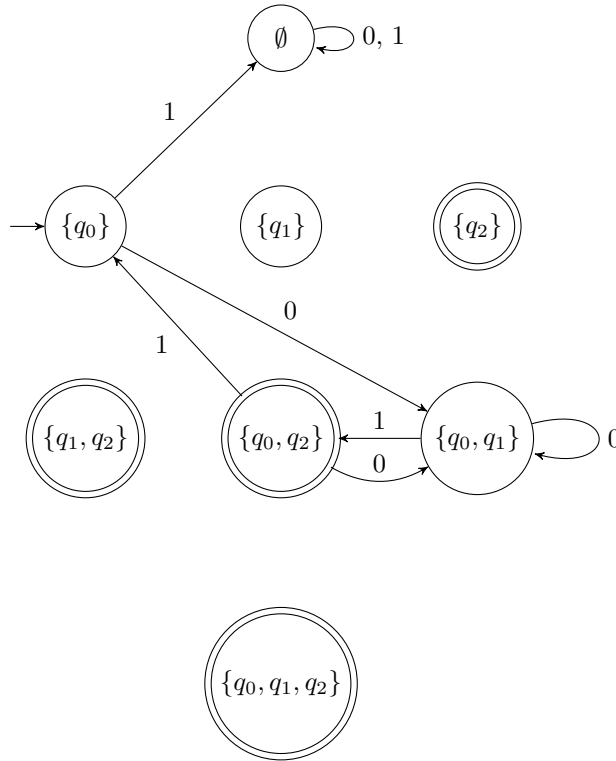 ∅
0, 1
1
{q₀}
{q₁}
{q₂}
0
1
{q₁, q₂}
{q₀, q₂}
1
0
{q₀, q₁}
0
{q₀, q₁, q₂}